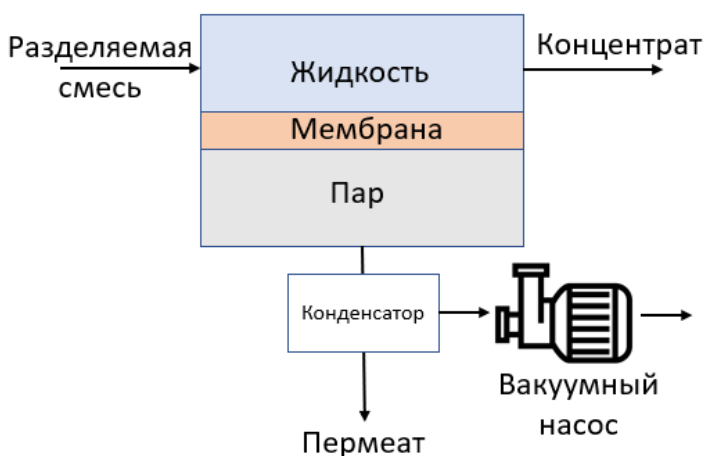 Разделяемая
смесь
Жидкость
Концентрат
Мембрана
Пар
Конденсатор
Вакуумный
насос
Пермеат